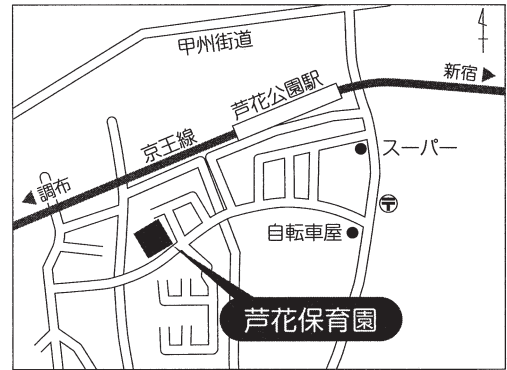 甲州街道
新宿
芦花公園駅
京王線
スーパー
調布
〒
自転車屋
芦花保育園